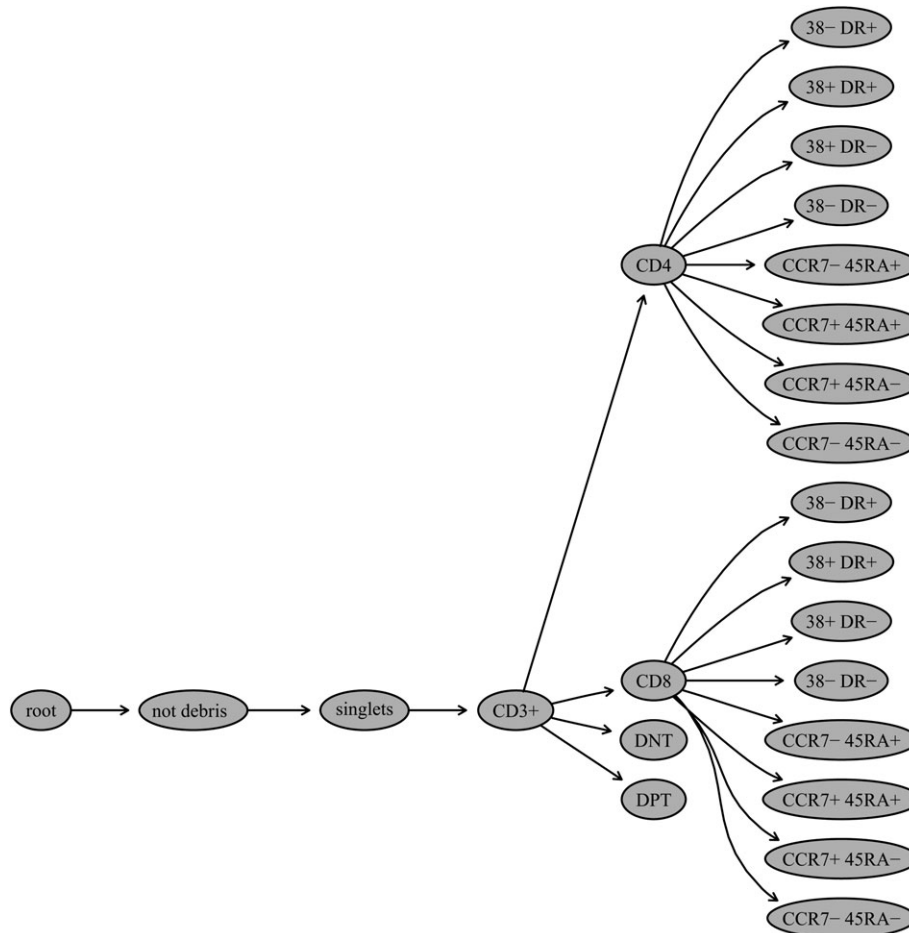 38− DR+
38+ DR+
38+ DR−
38− DR−
CD4
CCR7− 45RA+
CCR7+ 45RA+
CCR7+ 45RA−
CCR7− 45RA−
38− DR+
38+ DR+
38+ DR−
CD8
38− DR−
root
not debris
singlets
CD3+
DNT
CCR7− 45RA+
DPT
CCR7+ 45RA+
CCR7+ 45RA−
CCR7− 45RA−